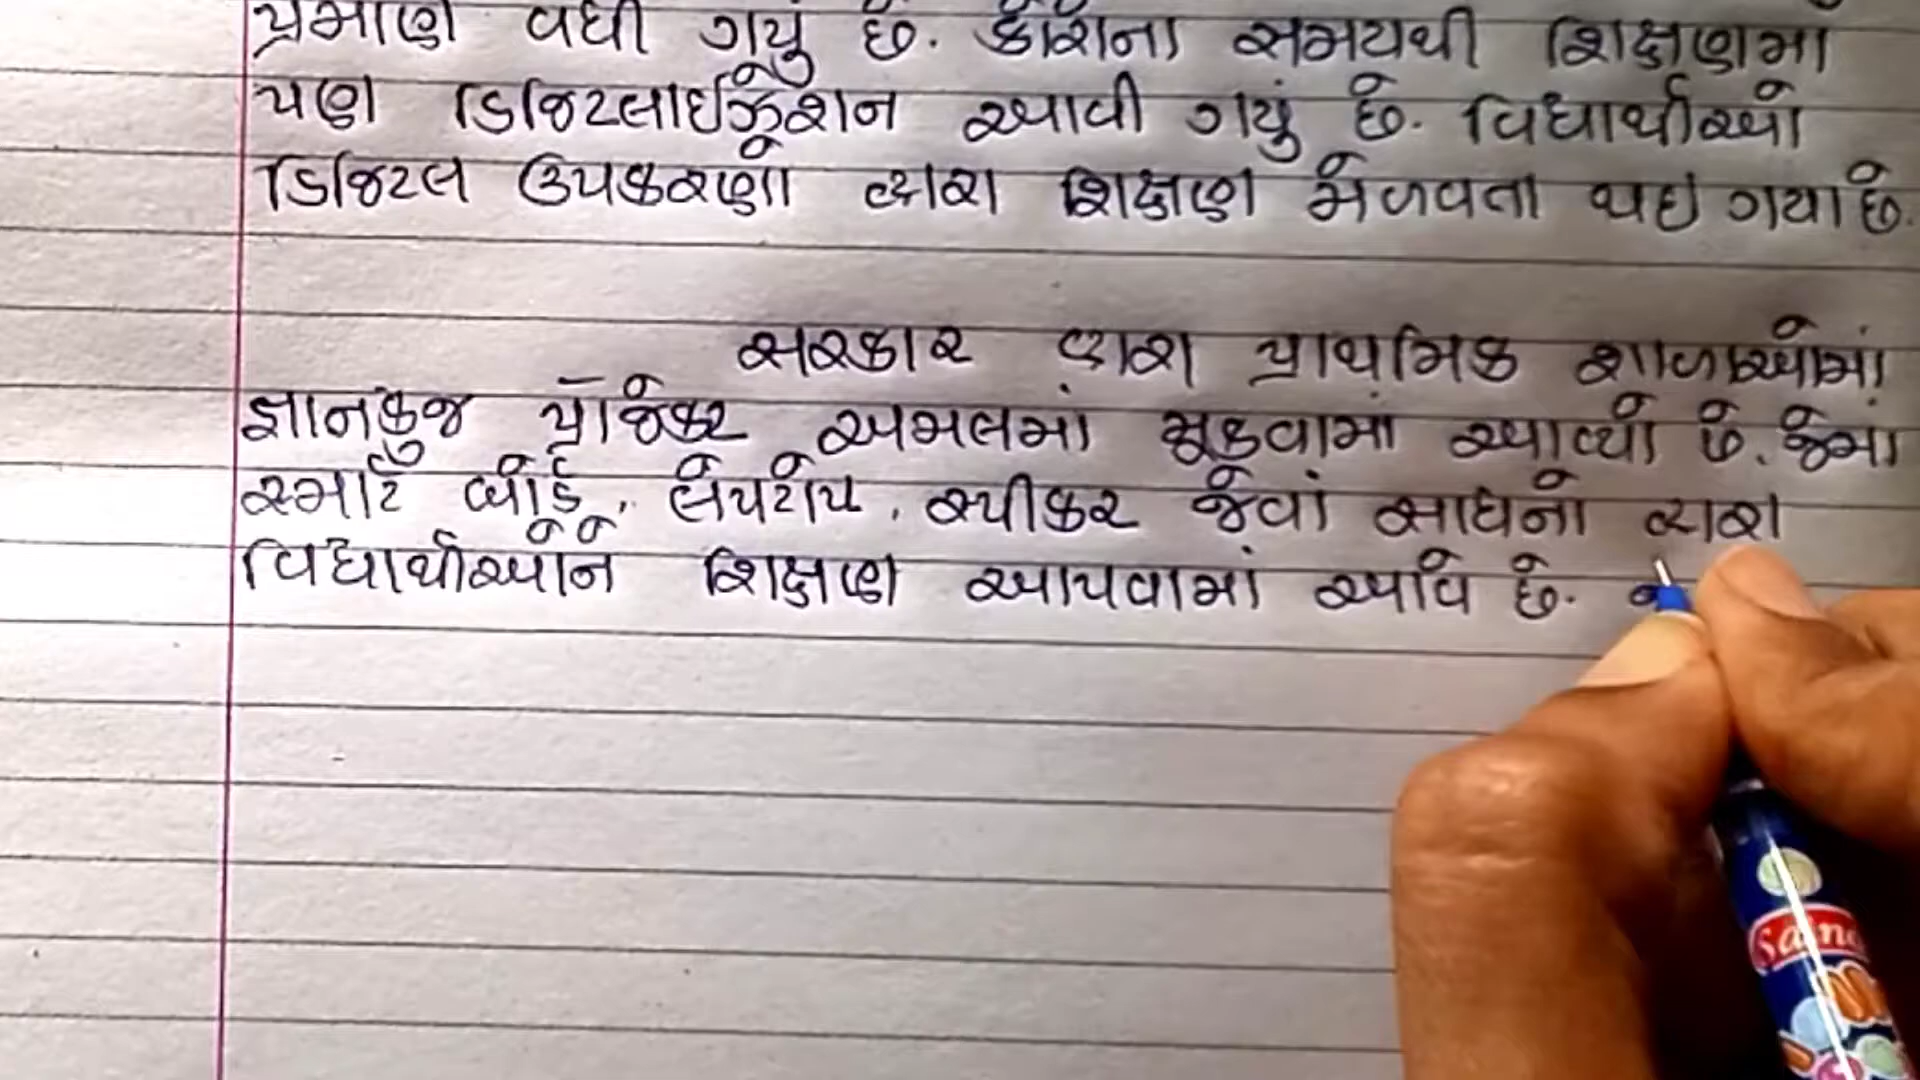 પ્રમાણ વધી ગયું છે. કોરોના સમયથી શિક્ષણમાં
પણ ડિજિટલાઈઝેશન આવી ગયું છે. વિદ્યાર્થીઓ
ડિજિટલ ઉપકરણો દ્વારા શિક્ષણ મેળવતા થઇ ગયા છે.
સરકાર દ્વારા પ્રાથમિક શાળાઓમાં
જ્ઞાનકુંજ પ્રોજેક્ટ અમલમાં મૂકવામાં આવ્યો છે. જેમાં
સ્માર્ટ બોર્ડ, લેપટોપ, સ્પીકર જેવાં સાધનો દ્વારા
વિદ્યાર્થીઓને શિક્ષણ આપવામાં આવે છે.